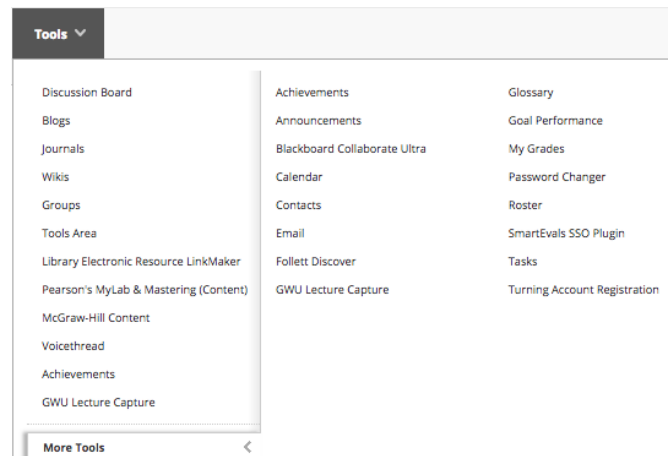 Tools
Discussion Board
Blogs
Journals
Wikis
Groups
Tools Area
Library Electronic Resource LinkMaker
Pearson's MyLab & Mastering (Content)
McGraw-Hill Content
Voicethread
Achievements
GWU Lecture Capture
More Tools
Achievements
Announcements
Blackboard Collaborate Ultra
Calendar
Contacts
Email
Follett Discover
GWU Lecture Capture
Glossary
Goal Performance
My Grades
Password Changer
Roster
SmartEvals SSO Plugin
Tasks
Turning Account Registration